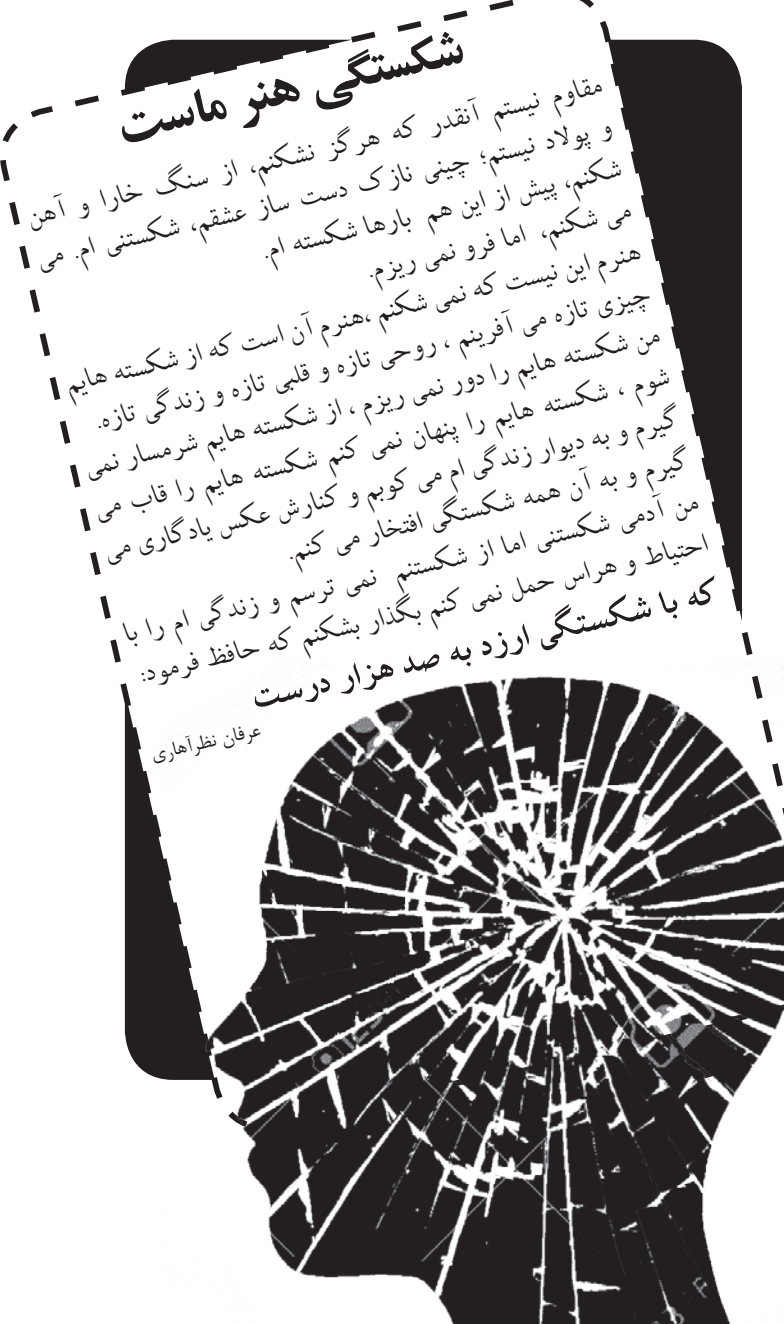 شکستگی هنر ماست
مقاوم نیستم آنقدر که هرگز نشکنم، از سنگ خارا و آهن
و پولاد نیستم؛ چینی نازک دست ساز عشقم، شکستنی ام. می
شکنم، پیش از این هم بارها شکسته ام.
می شکنم، اما فرو نمی ریزم.
هنرم این نیست که نمی شکنم ،هنرم آن است که از شکسته هایم
چیزی تازه می آفرینم ، روحی تازه و قلبی تازه و زندگی تازه.
من شکسته هایم را دور نمی ریزم ، از شکسته هایم شرمسار نمی
شوم ، شکسته هایم را پنهان نمی کنم شکسته هایم را قاب می
گیرم و به دیوار زندگی ام می کوبم و کنارش عکس یادگاری می
گیرم و به آن همه شکستگی افتخار می کنم.
من آدمی شکستنی اما از شکستنم نمی ترسم و زندگی ام را با
احتیاط و هراس حمل نمی کنم بگذار بشکنم که حافظ فرمود:
که با شکستگی ارزد به صد هزار درست
عرفان نظرآهاری